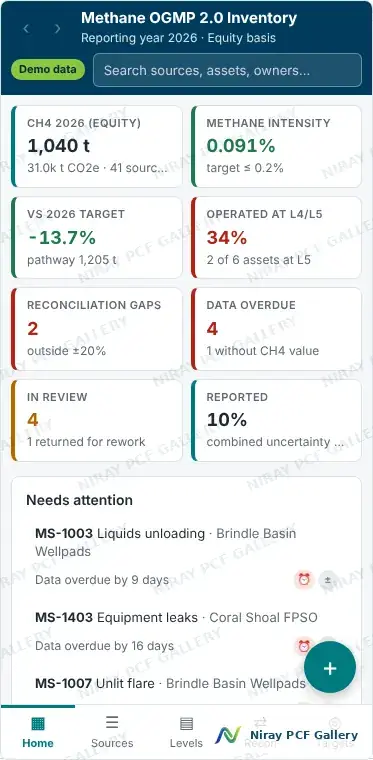 Methane OGMP 2.0 Inventory
Reporting year 2026 · Equity basis
Demo data
Search sources, assets, owners...
CH4 2026 (EQUITY)
1,040 t
31.0k t CO2e · 41 sourc...
METHANE INTENSITY
0.091%
target ≤ 0.2%
VS 2026 TARGET
-13.7%
pathway 1,205 t
OPERATED AT L4/L5
34%
2 of 6 assets at L5
RECONCILIATION GAPS
2
outside ±20%
DATA OVERDUE
4
1 without CH4 value
IN REVIEW
4
1 returned for rework
REPORTED
10%
combined uncertainty ...
Needs attention
MS-1003 Liquids unloading · Brindle Basin
Wellpads
Data overdue by 9 days
±
MS-1403 Equipment leaks · Coral Shoal FPSO
Data overdue by 16 days
MS-1007 Unlit flare · Brindle Basin Wellpads
+
Home
Sources
Levels
Recon
Targets
Niray PCF Gallery
NIRAY PCF GALLERY